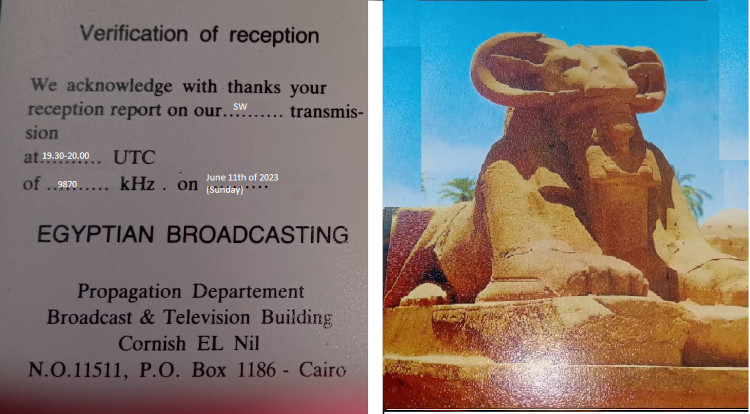 Verification of reception
We acknowledge with thanks your
reception report on our..SW.......... transmis-
sion
at.19.30-20.00.. UTC
of ...9870....... kHz . on June 11th of 2023
(Sunday)
EGYPTIAN BROADCASTING
Propagation Departement
Broadcast & Television Building
Cornish EL Nil
N.O.11511, P.O. Box 1186 - Cairo